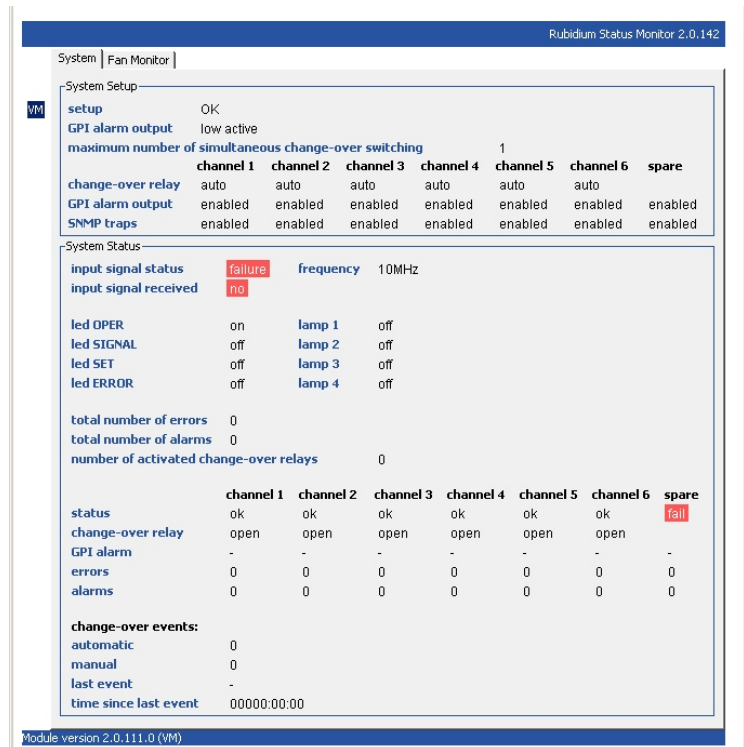 Rubidium Status Monitor 2.0.142
System Fan Monitor
System Setup
VM
setup OK
GPI alarm output low active
maximum number of simultaneous change-over switching 1
channel 1 channel 2 channel 3 channel 4 channel 5 channel 6 spare
change-over relay auto auto auto auto auto auto
GPI alarm output enabled enabled enabled enabled enabled enabled enabled
SNMP traps enabled enabled enabled enabled enabled enabled enabled
System Status
input signal status failure frequency 10MHz
input signal received no
led OPER on lamp 1 off
led SIGNAL off lamp 2 off
led SET off lamp 3 off
led ERROR off lamp 4 off
total number of errors 0
total number of alarms 0
number of activated change-over relays 0
channel 1 channel 2 channel 3 channel 4 channel 5 channel 6 spare
status ok ok ok ok ok ok fail
change-over relay open open open open open open
GPI alarm - - - - - - -
errors 0 0 0 0 0 0 0
alarms 0 0 0 0 0 0 0
change-over events:
automatic 0
manual 0
last event -
time since last event 00000:00:00
Module version 2.0.111.0 (VM)